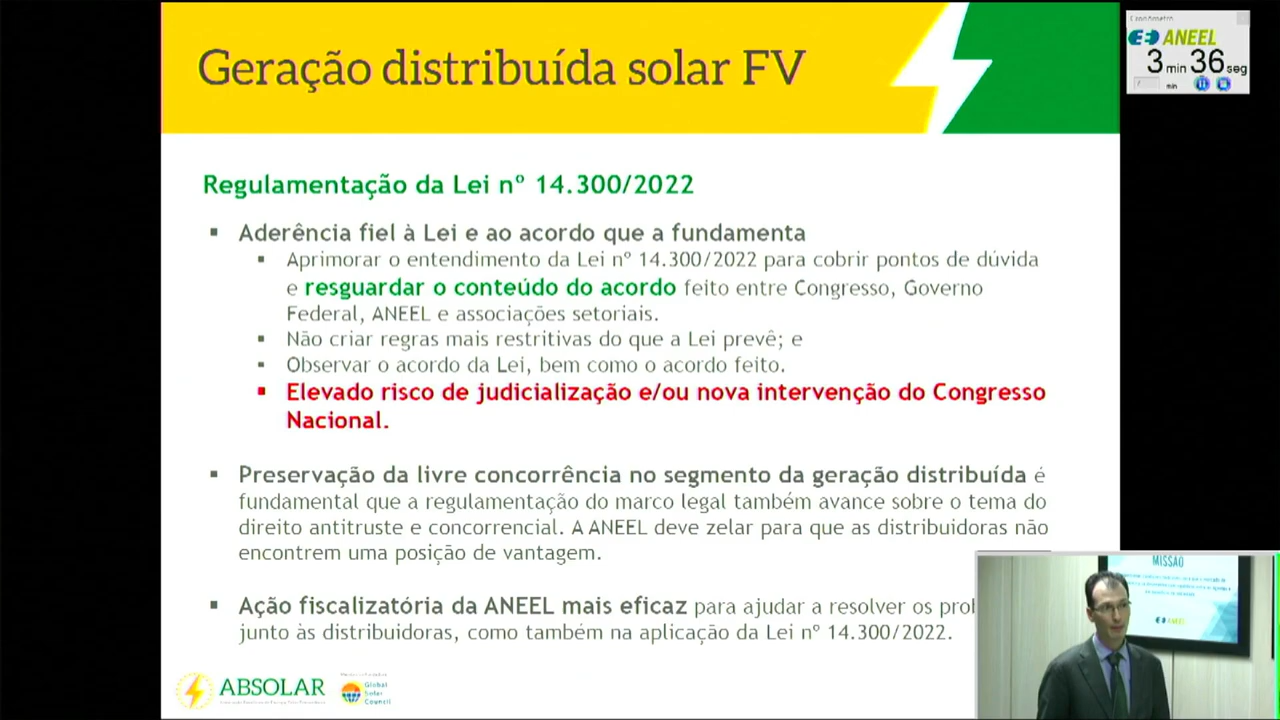 Geração distribuída solar FV
Cronômetro
ANEEL
3 min 36 seg
min
Regulamentação da Lei nº 14.300/2022
▪ Aderência fiel à Lei e ao acordo que a fundamenta
▪ Aprimorar o entendimento da Lei nº 14.300/2022 para cobrir pontos de dúvida
e resguardar o conteúdo do acordo feito entre Congresso, Governo
Federal, ANEEL e associações setoriais.
▪ Não criar regras mais restritivas do que a Lei prevê; e
▪ Observar o acordo da Lei, bem como o acordo feito.
▪ Elevado risco de judicialização e/ou nova intervenção do Congresso
Nacional.
▪ Preservação da livre concorrência no segmento da geração distribuída é
fundamental que a regulamentação do marco legal também avance sobre o tema do
direito antitruste e concorrencial. A ANEEL deve zelar para que as distribuidoras não
encontrem uma posição de vantagem.
▪ Ação fiscalizatória da ANEEL mais eficaz para ajudar a resolver os
junto às distribuidoras, como também na aplicação da Lei nº 14.300/2022.
ABSOLAR
Global
Solar
Council
MISSÃO
ANEEL